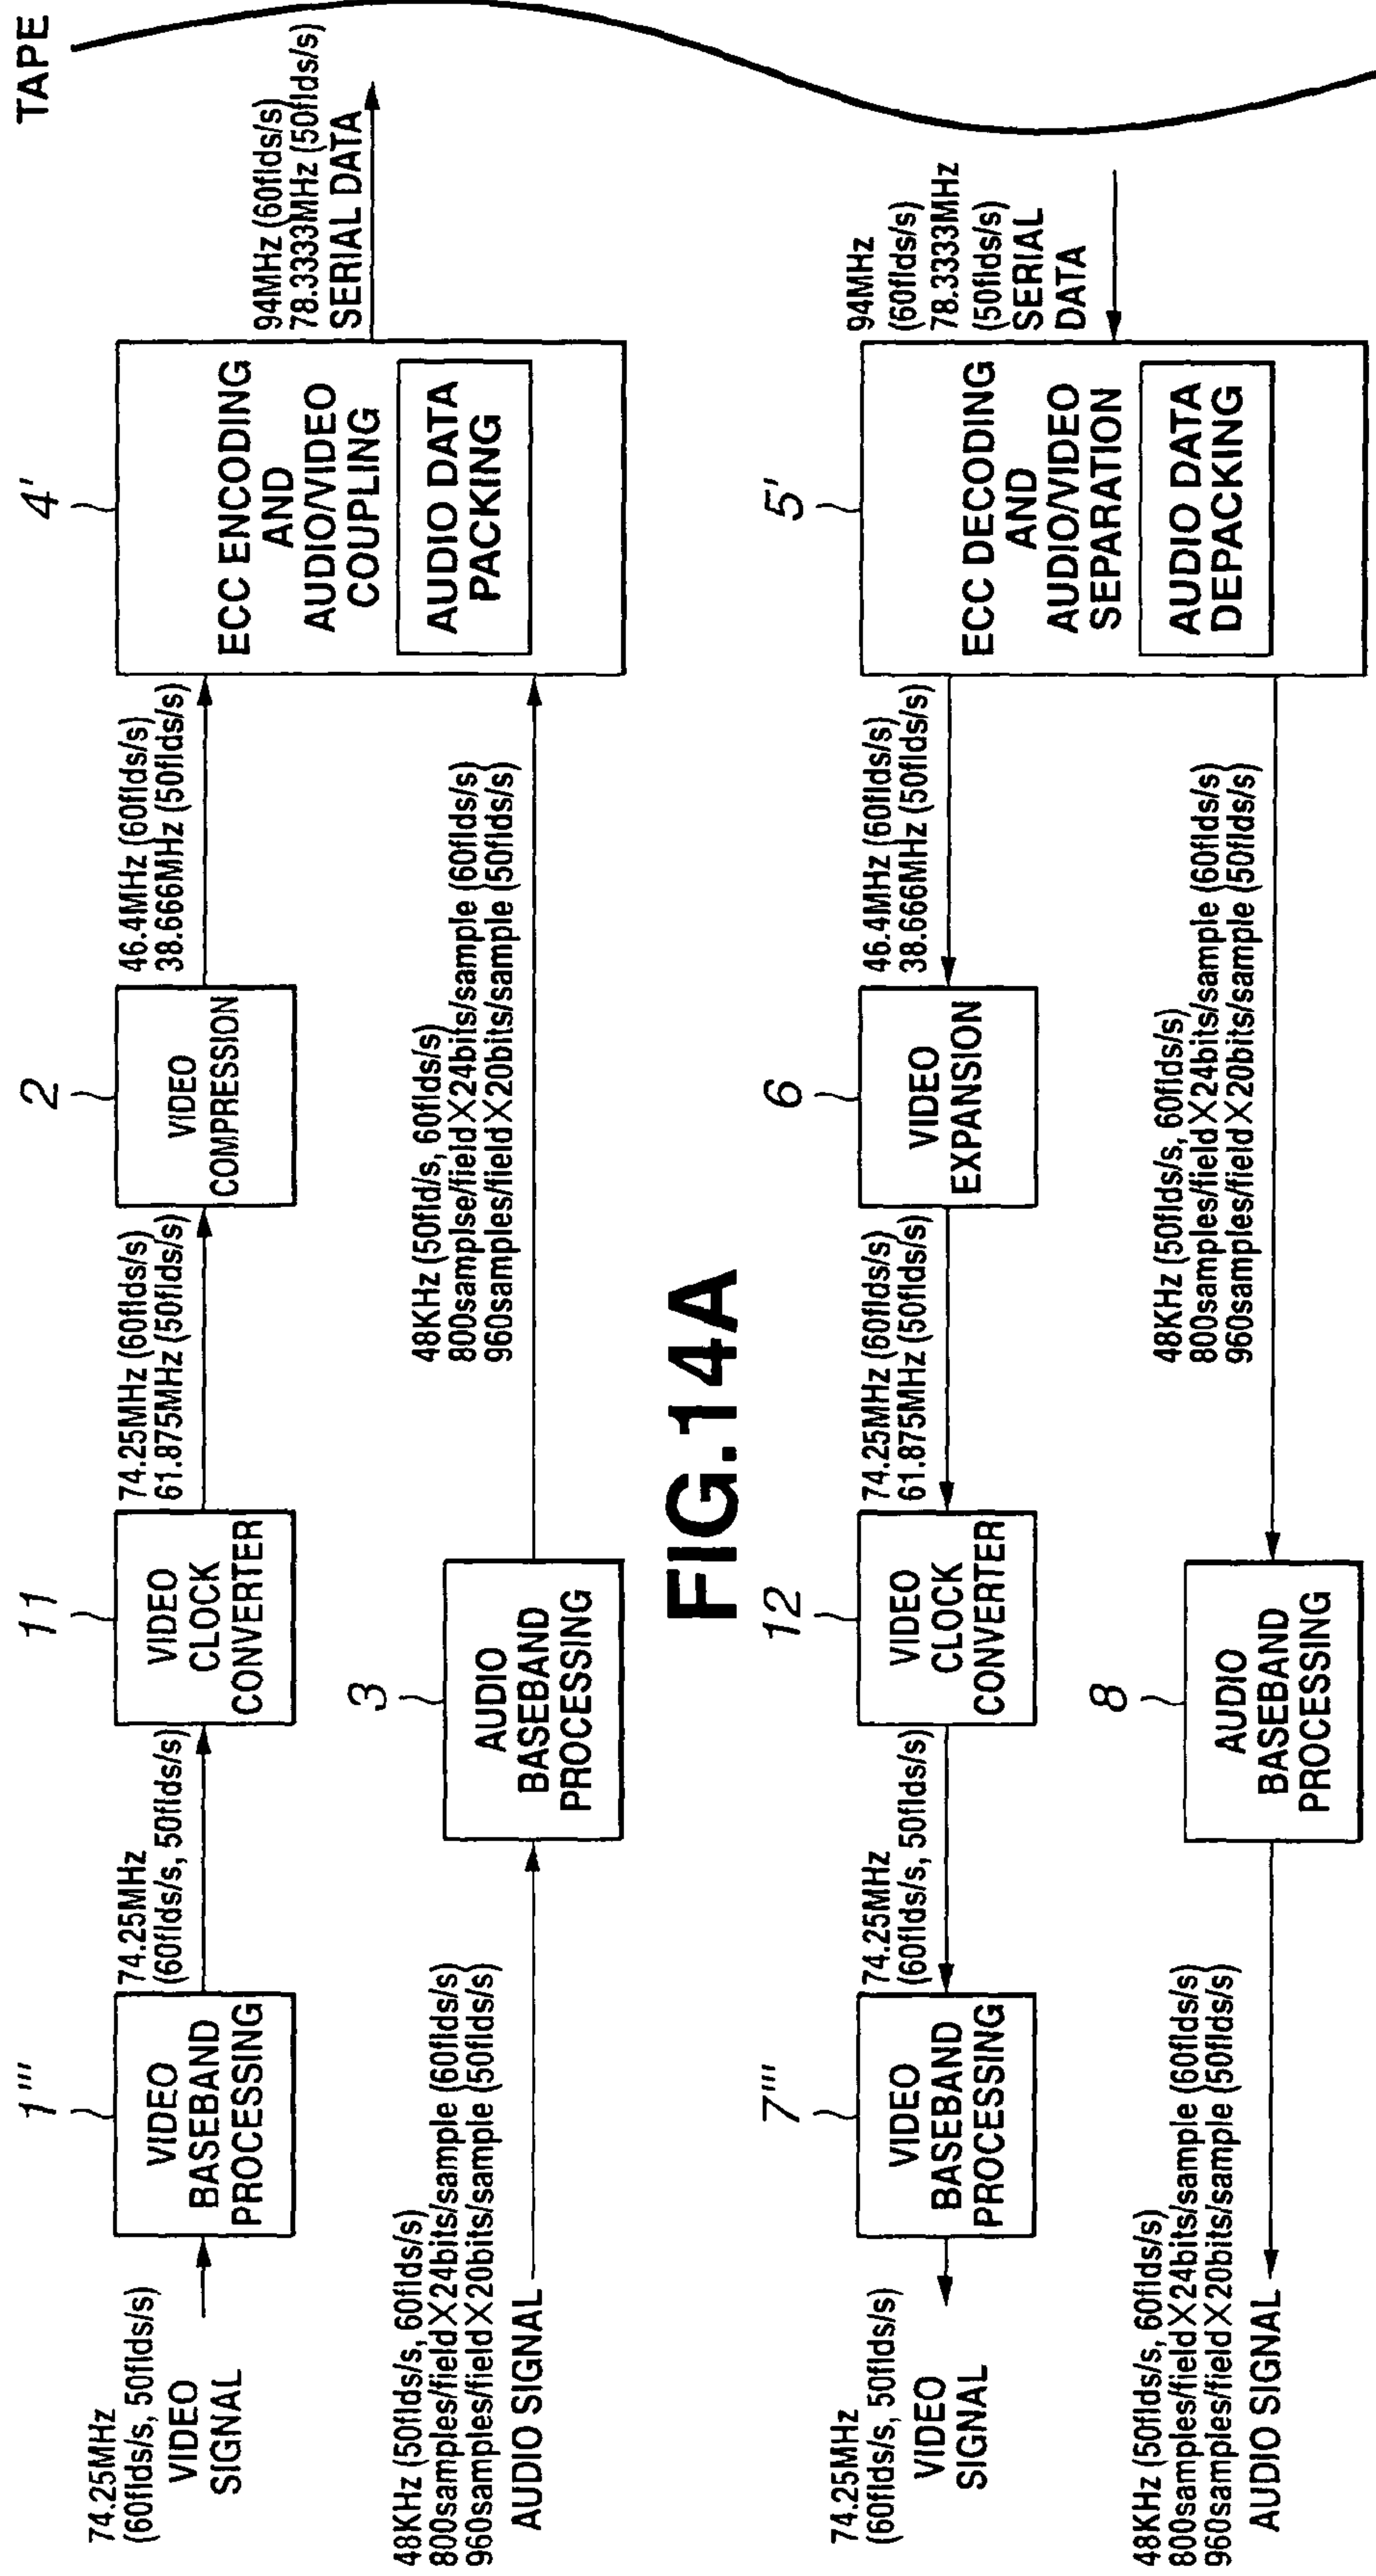 TAPE
1'''
11
2
4'
74.25MHz
(60flds/s, 50flds/s)
VIDEO
SIGNAL
VIDEO
BASEBAND
PROCESSING
74.25MHz
(60flds/s, 50flds/s)
VIDEO
CLOCK
CONVERTER
74.25MHz (60flds/s)
61.875MHz (50flds/s)
VIDEO
COMPRESSION
46.4MHz (60flds/s)
38.666MHz (50flds/s)
ECC ENCODING
AND
AUDIO/VIDEO
COUPLING
AUDIO DATA
PACKING
94MHz (60flds/s)
78.3333MHz (50flds/s)
SERIAL DATA
3
48KHz (50flds/s, 60flds/s)
800samples/field×24bits/sample (60flds/s)
960samples/field×20bits/sample (50flds/s)
AUDIO SIGNAL
AUDIO
BASEBAND
PROCESSING
48KHz (50fld/s, 60flds/s)
800samplse/field×24bits/sample (60flds/s)
960samples/field×20bits/sample (50flds/s)
FIG.14A
7'''
12
6
5'
74.25MHz
(60flds/s, 50flds/s)
VIDEO
SIGNAL
VIDEO
BASEBAND
PROCESSING
74.25MHz
(60flds/s, 50flds/s)
VIDEO
CLOCK
CONVERTER
74.25MHz (60flds/s)
61.875MHz (50flds/s)
VIDEO
EXPANSION
46.4MHz (60flds/s)
38.666MHz (50flds/s)
ECC DECODING
AND
AUDIO/VIDEO
SEPARATION
AUDIO DATA
DEPACKING
94MHz
(60flds/s)
78.3333MHz
(50flds/s)
SERIAL
DATA
8
48KHz (50flds/s, 60flds/s)
800samples/field×24bits/sample (60flds/s)
960samples/field×20bits/sample (50flds/s)
AUDIO SIGNAL
AUDIO
BASEBAND
PROCESSING
48KHz (50flds/s, 60flds/s)
800samples/field×24bits/sample (60flds/s)
960samples/field×20bits/sample (50flds/s)